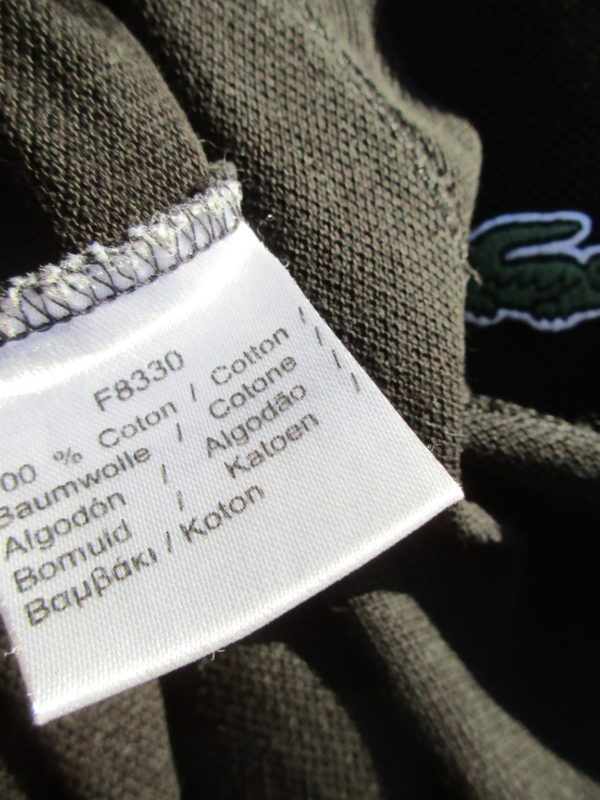 F8330
00 % Coton / Cotton /
Baumwolle / Cotone /
Algodón / Algodão /
Bomuld / Katoen /
Βαμβάκι / Koton